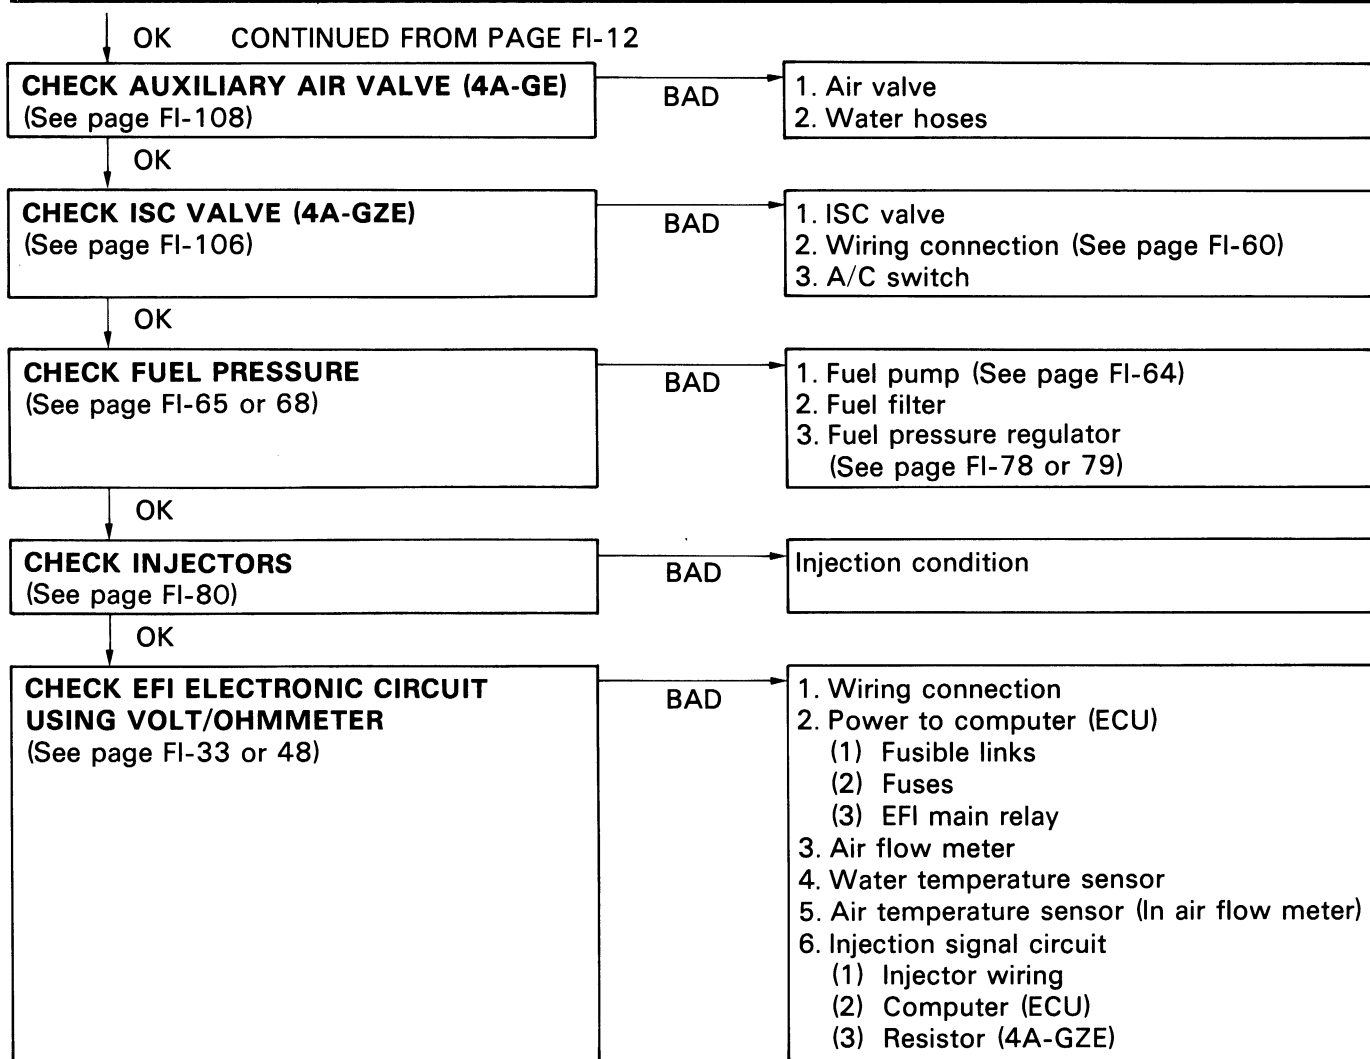 OK CONTINUED FROM PAGE FI-12
CHECK AUXILIARY AIR VALVE (4A-GE)
(See page FI-108)
BAD
1. Air valve
2. Water hoses
OK
CHECK ISC VALVE (4A-GZE)
(See page FI-106)
BAD
1. ISC valve
2. Wiring connection (See page FI-60)
3. A/C switch
OK
CHECK FUEL PRESSURE
(See page FI-65 or 68)
BAD
1. Fuel pump (See page FI-64)
2. Fuel filter
3. Fuel pressure regulator
(See page FI-78 or 79)
OK
CHECK INJECTORS
(See page FI-80)
BAD
Injection condition
OK
CHECK EFI ELECTRONIC CIRCUIT
USING VOLT/OHMMETER
(See page FI-33 or 48)
BAD
1. Wiring connection
2. Power to computer (ECU)
(1) Fusible links
(2) Fuses
(3) EFI main relay
3. Air flow meter
4. Water temperature sensor
5. Air temperature sensor (In air flow meter)
6. Injection signal circuit
(1) Injector wiring
(2) Computer (ECU)
(3) Resistor (4A-GZE)